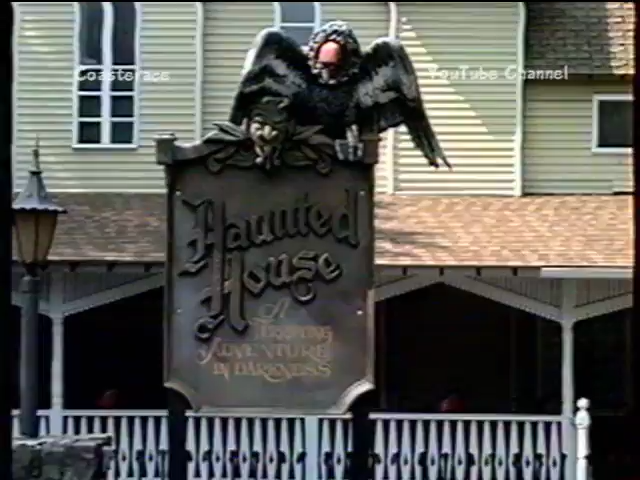 Coasterace YouTube Channel
Haunted
House
A
TERRIFYING
ADVENTURE
IN DARKNESS